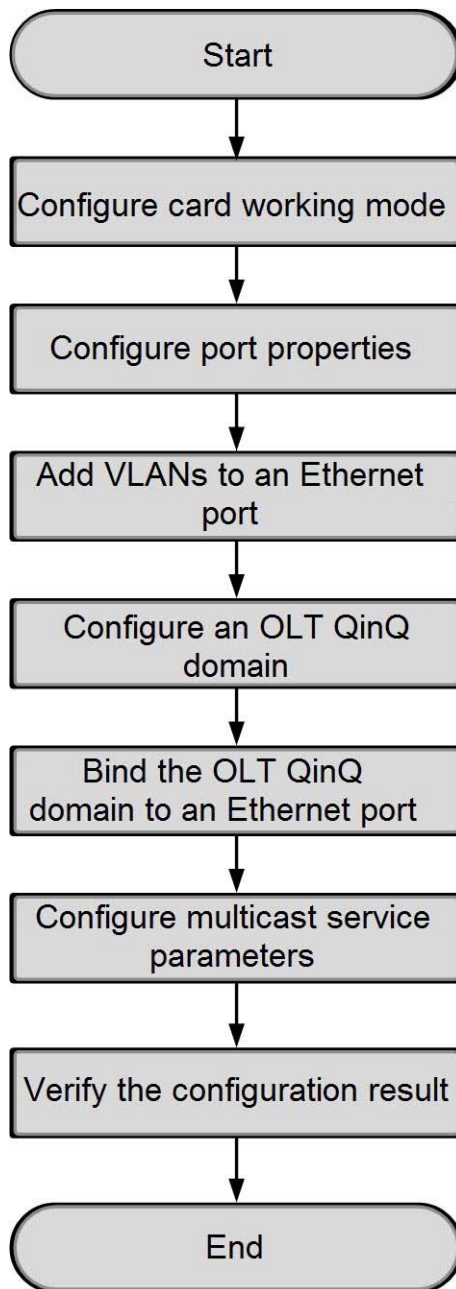 Start
Configure card working mode
Configure port properties
Add VLANs to an Ethernet
port
Configure an OLT QinQ
domain
Bind the OLT QinQ
domain to an Ethernet port
Configure multicast service
parameters
Verify the configuration result
End